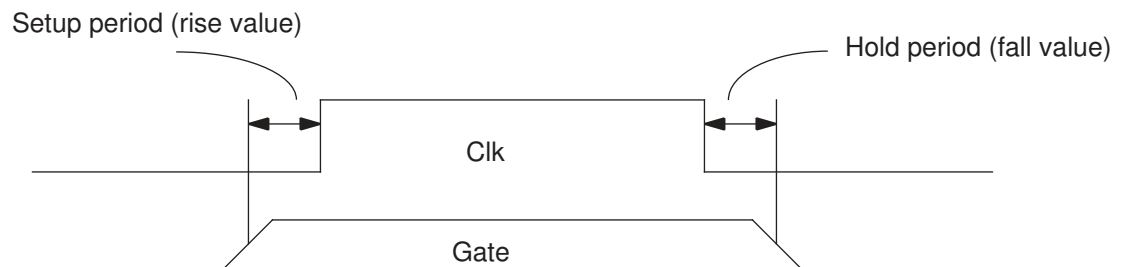 Setup period (rise value)
Hold period (fall value)
Clk
Gate